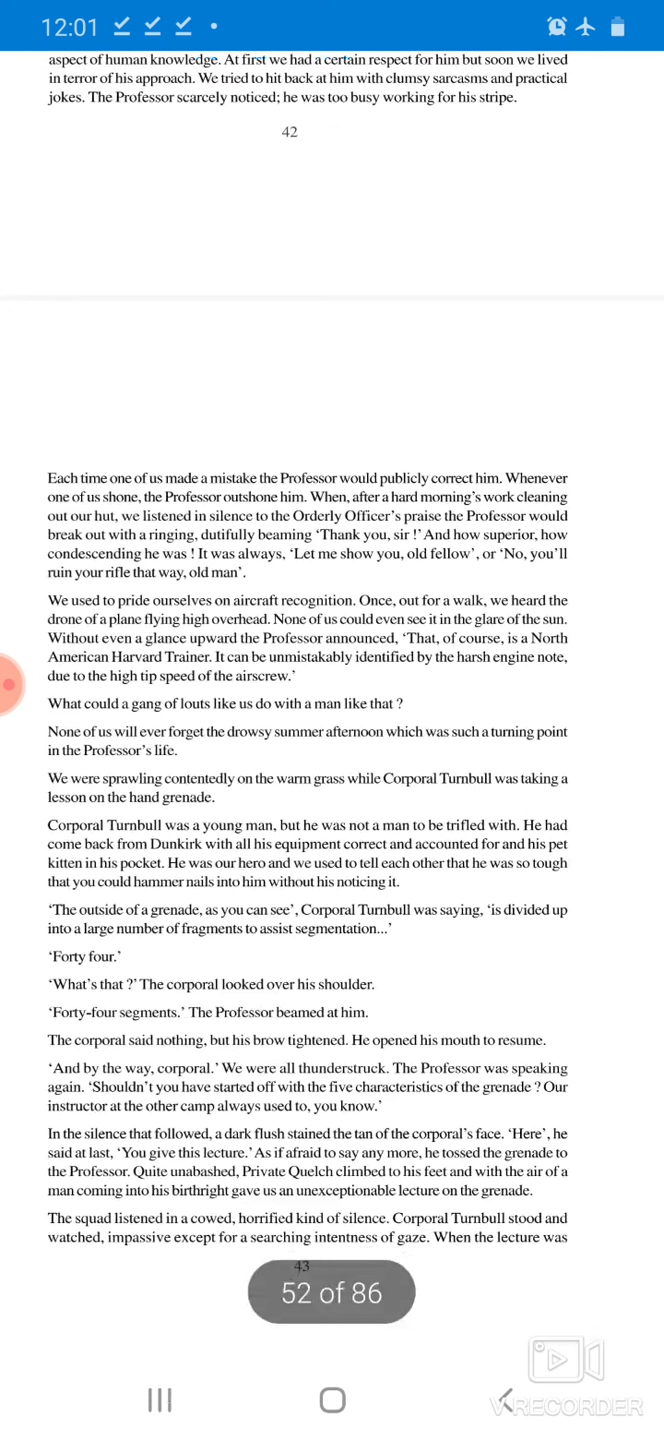 12:01
aspect of human knowledge. At first we had a certain respect for him but soon we lived
in terror of his approach. We tried to hit back at him with clumsy sarcasms and practical
jokes. The Professor scarcely noticed; he was too busy working for his stripe.
42
Each time one of us made a mistake the Professor would publicly correct him. Whenever
one of us shone, the Professor outshone him. When, after a hard morning's work cleaning
out our hut, we listened in silence to the Orderly Officer's praise the Professor would
break out with a ringing, dutifully beaming ‘Thank you, sir !’ And how superior, how
condescending he was ! It was always, ‘Let me show you, old fellow’, or ‘No, you’ll
ruin your rifle that way, old man’.
We used to pride ourselves on aircraft recognition. Once, out for a walk, we heard the
drone of a plane flying high overhead. None of us could even see it in the glare of the sun.
Without even a glance upward the Professor announced, ‘That, of course, is a North
American Harvard Trainer. It can be unmistakably identified by the harsh engine note,
due to the high tip speed of the airscrew.’
What could a gang of louts like us do with a man like that ?
None of us will ever forget the drowsy summer afternoon which was such a turning point
in the Professor’s life.
We were sprawling contentedly on the warm grass while Corporal Turnbull was taking a
lesson on the hand grenade.
Corporal Turnbull was a young man, but he was not a man to be trifled with. He had
come back from Dunkirk with all his equipment correct and accounted for and his pet
kitten in his pocket. He was our hero and we used to tell each other that he was so tough
that you could hammer nails into him without his noticing it.
‘The outside of a grenade, as you can see’, Corporal Turnbull was saying, ‘is divided up
into a large number of fragments to assist segmentation...’
‘Forty four.’
‘What’s that ?’ The corporal looked over his shoulder.
‘Forty-four segments.’ The Professor beamed at him.
The corporal said nothing, but his brow tightened. He opened his mouth to resume.
‘And by the way, corporal.’ We were all thunderstruck. The Professor was speaking
again. ‘Shouldn’t you have started off with the five characteristics of the grenade ? Our
instructor at the other camp always used to, you know.’
In the silence that followed, a dark flush stained the tan of the corporal’s face. ‘Here’, he
said at last, ‘You give this lecture.’ As if afraid to say any more, he tossed the grenade to
the Professor. Quite unabashed, Private Quelch climbed to his feet and with the air of a
man coming into his birthright gave us an unexceptionable lecture on the grenade.
The squad listened in a cowed, horrified kind of silence. Corporal Turnbull stood and
watched, impassive except for a searching intentness of gaze. When the lecture was
43
52 of 86
VRECORDER